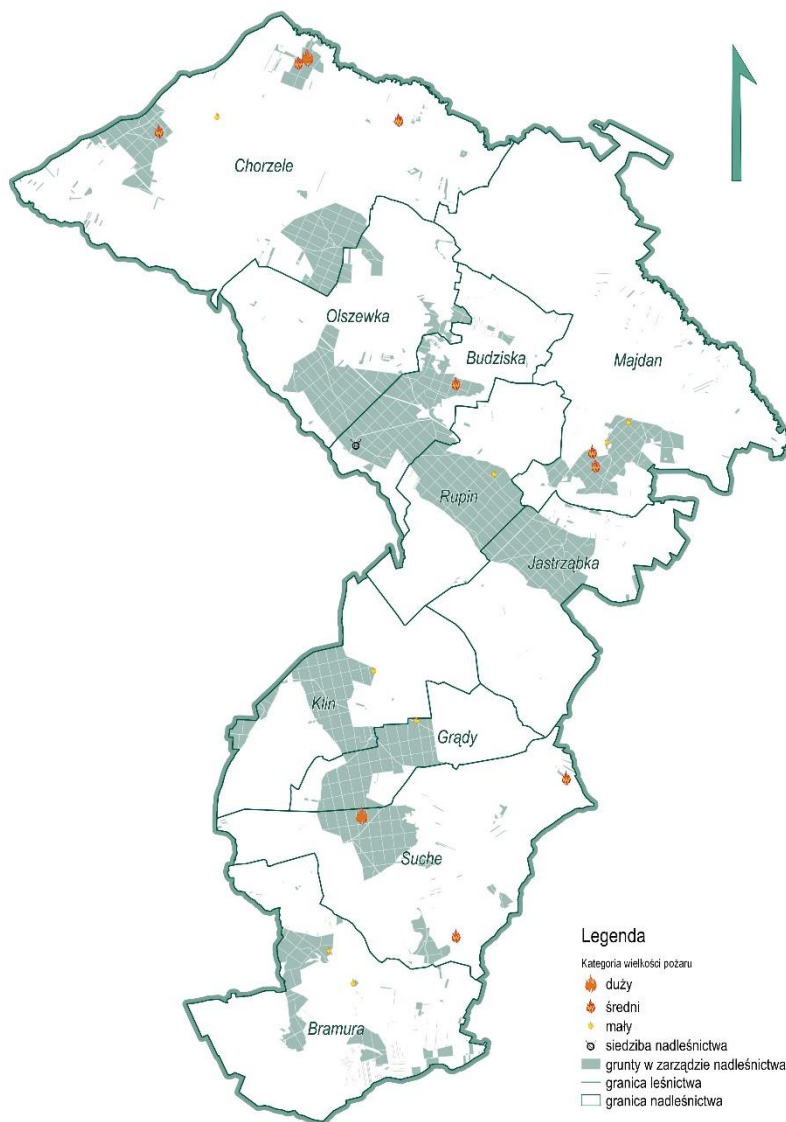 Chorzele
Olszewka
Budziska
Majdan
Rupin
Jastrząbka
Klin
Grądy
Suche
Bramura
Legenda
Kategoria wielkości pożaru
duży
średni
mały
siedziba nadleśnictwa
grunty w zarządzie nadleśnictwa
granica leśnictwa
granica nadleśnictwa